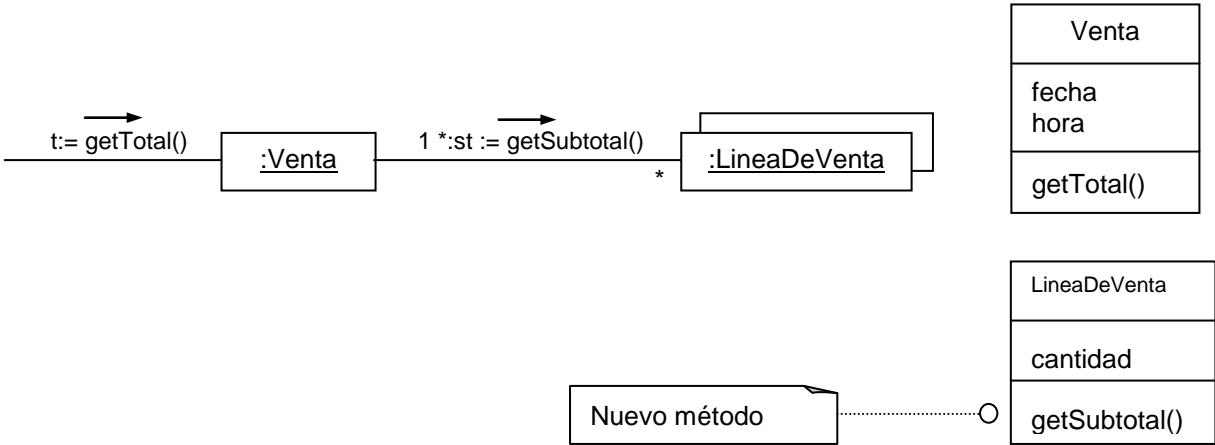 t:= getTotal()
:Venta
1 *:st := getSubtotal()
*
:LineaDeVenta
Venta
fecha
hora
getTotal()
LineaDeVenta
cantidad
getSubtotal()
Nuevo método